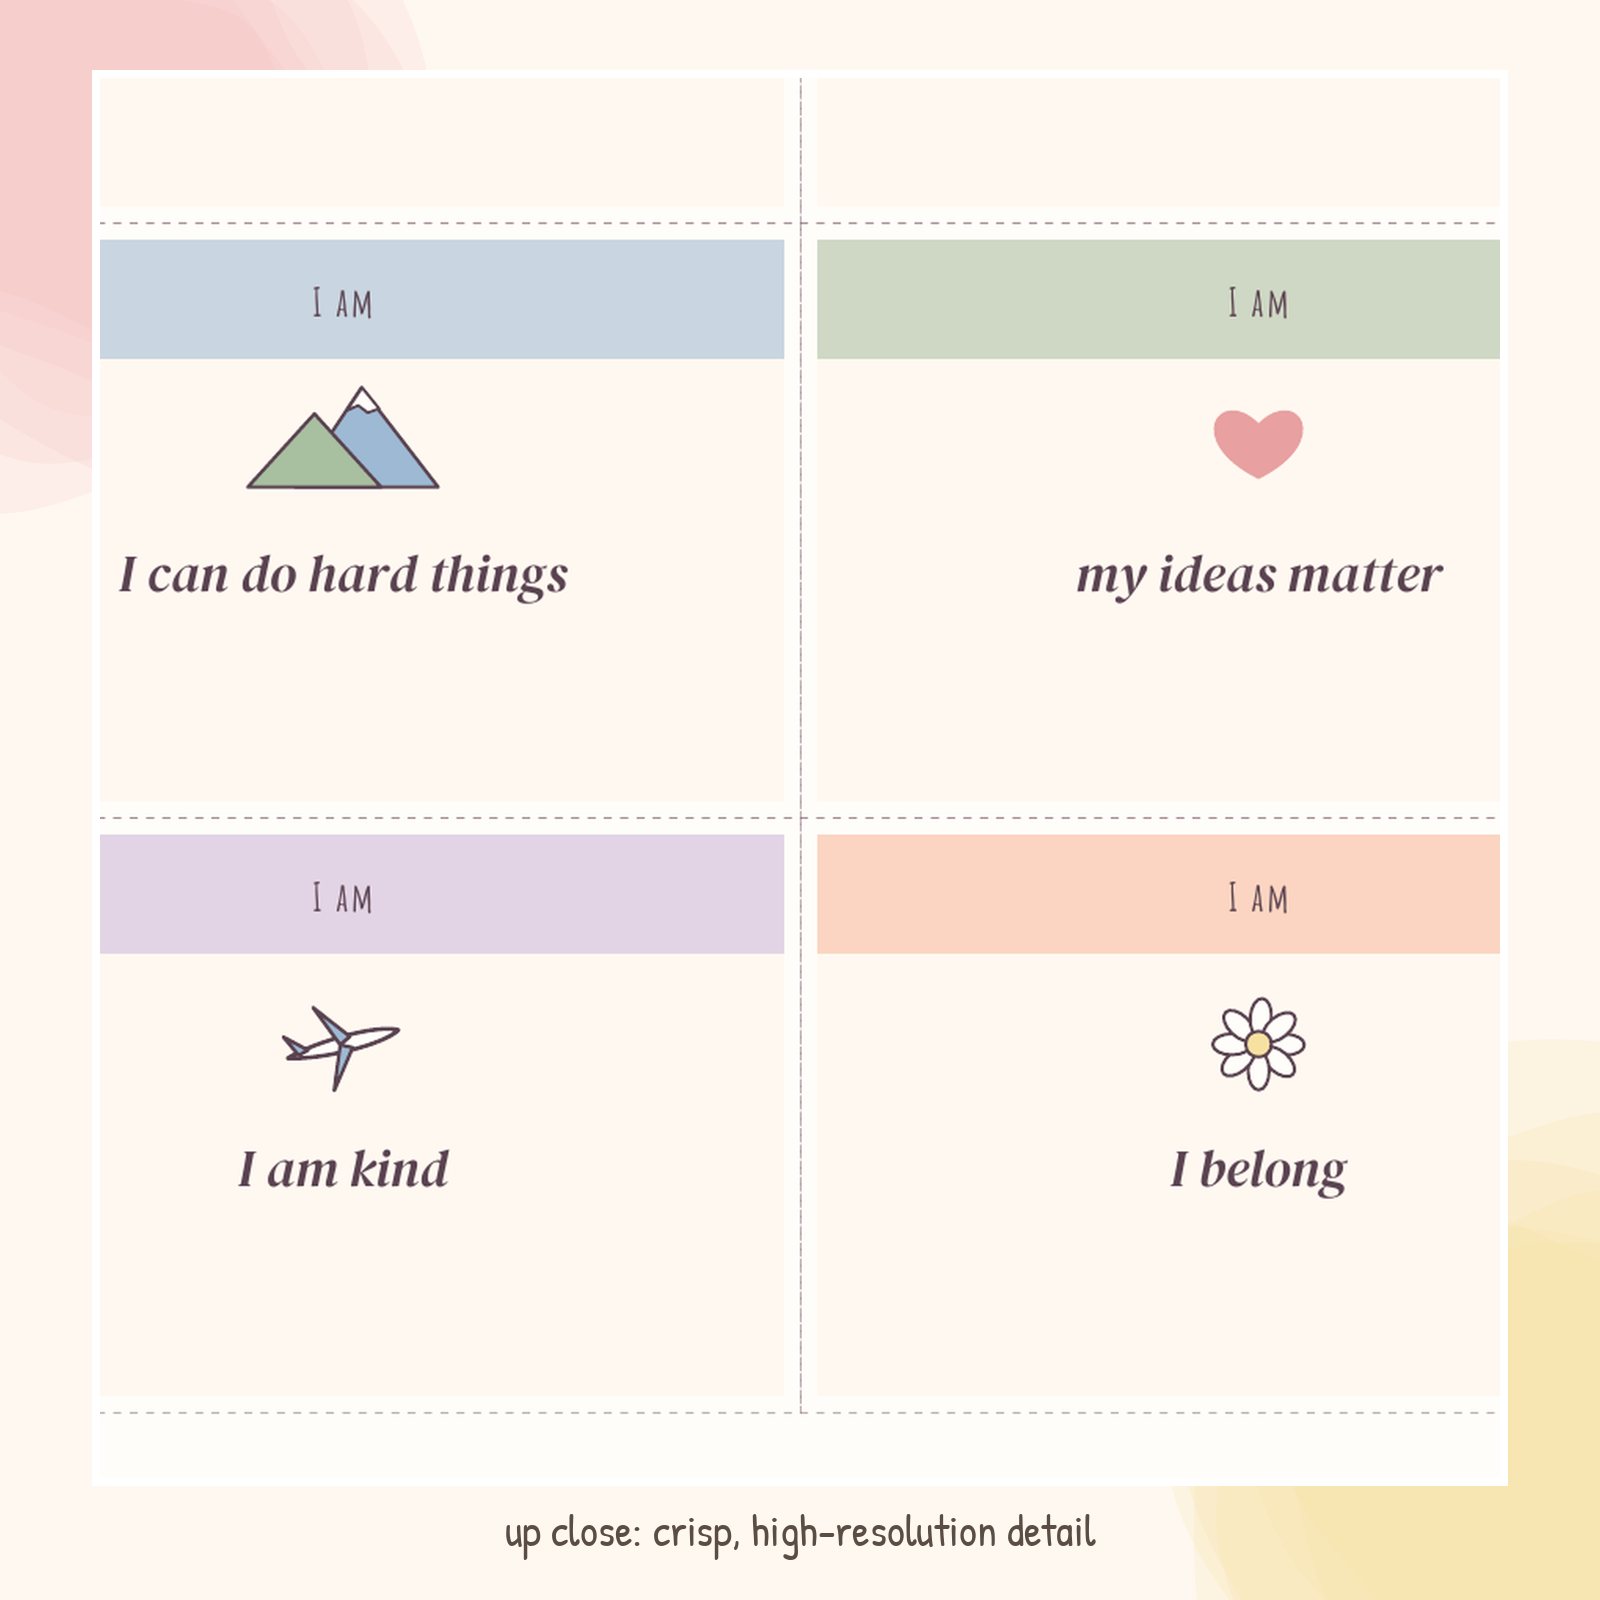 I AM
I AM
I can do hard things
my ideas matter
I AM
I AM
I am kind
I belong
up close: crisp, high-resolution detail